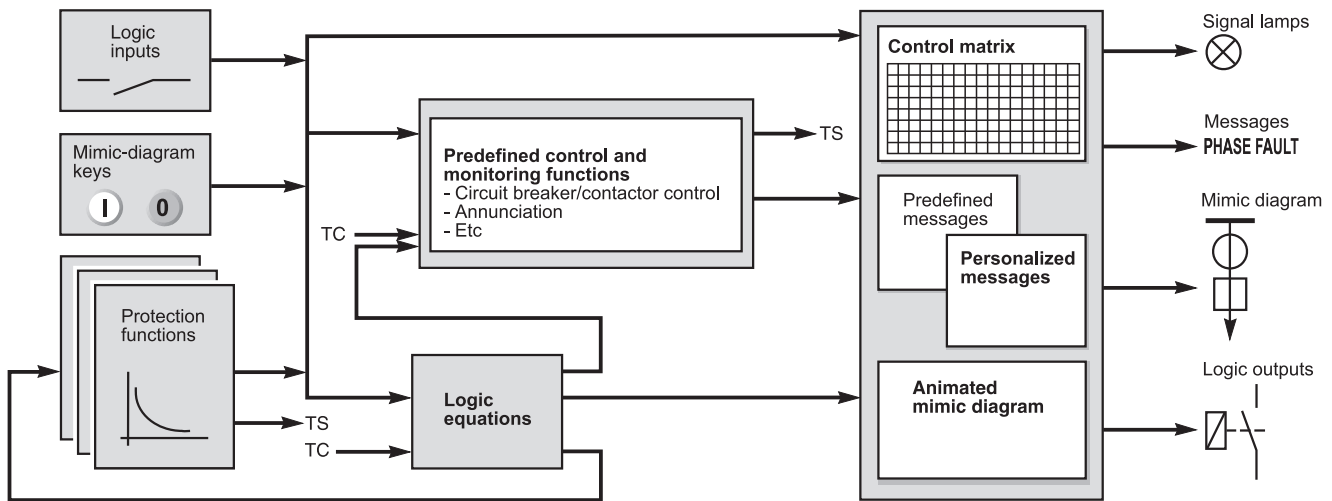 Logic
inputs
Mimic-diagram
keys
I
0
Protection
functions
TS
TC
Predefined control and
monitoring functions
- Circuit breaker/contactor control
- Annunciation
- Etc
TS
TC
Logic
equations
Control matrix
Predefined
messages
Personalized
messages
Animated
mimic diagram
Signal lamps
Messages
PHASE FAULT
Mimic diagram
Logic outputs